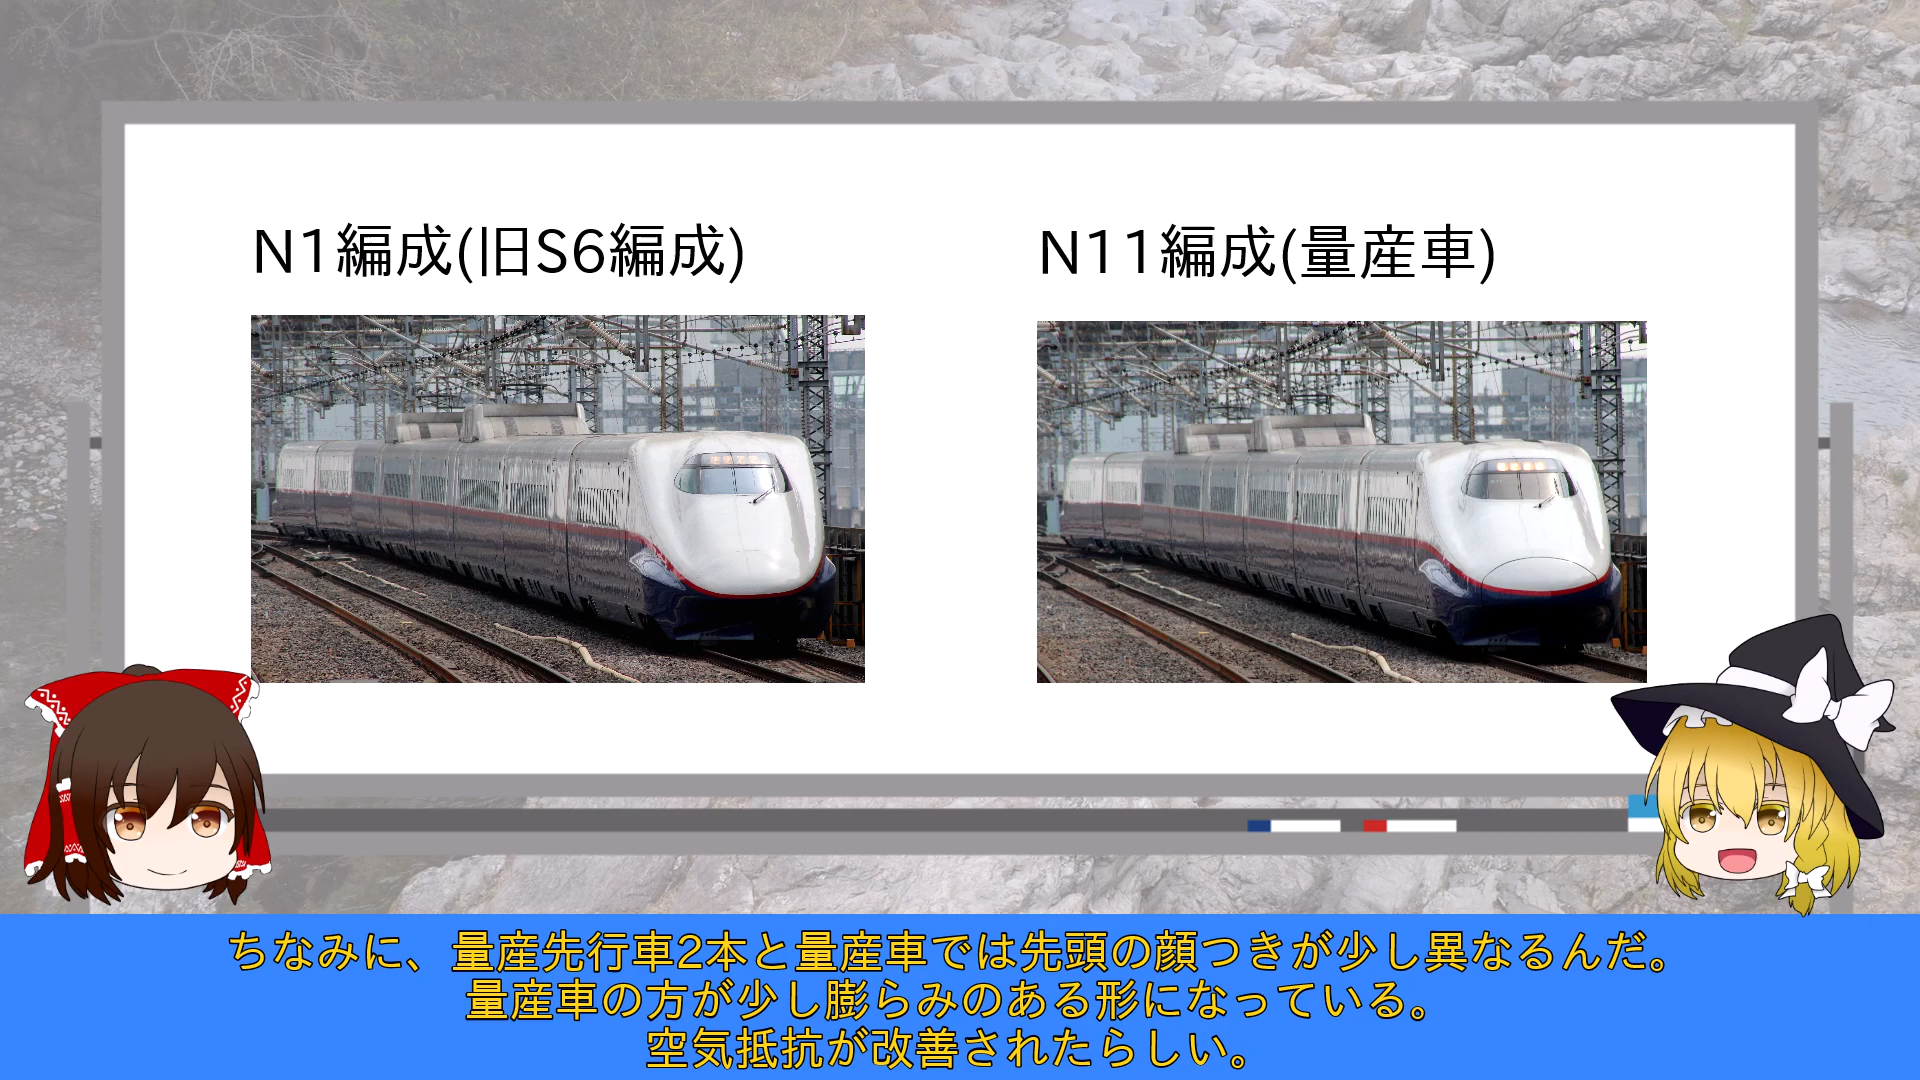 N1編成(旧S6編成)
N11編成(量産車)
ちなみに、量産先行車2本と量産車では先頭の顔つきが少し異なるんだ。
量産車の方が少し膨らみのある形になっている。
空気抵抗が改善されたらしい。